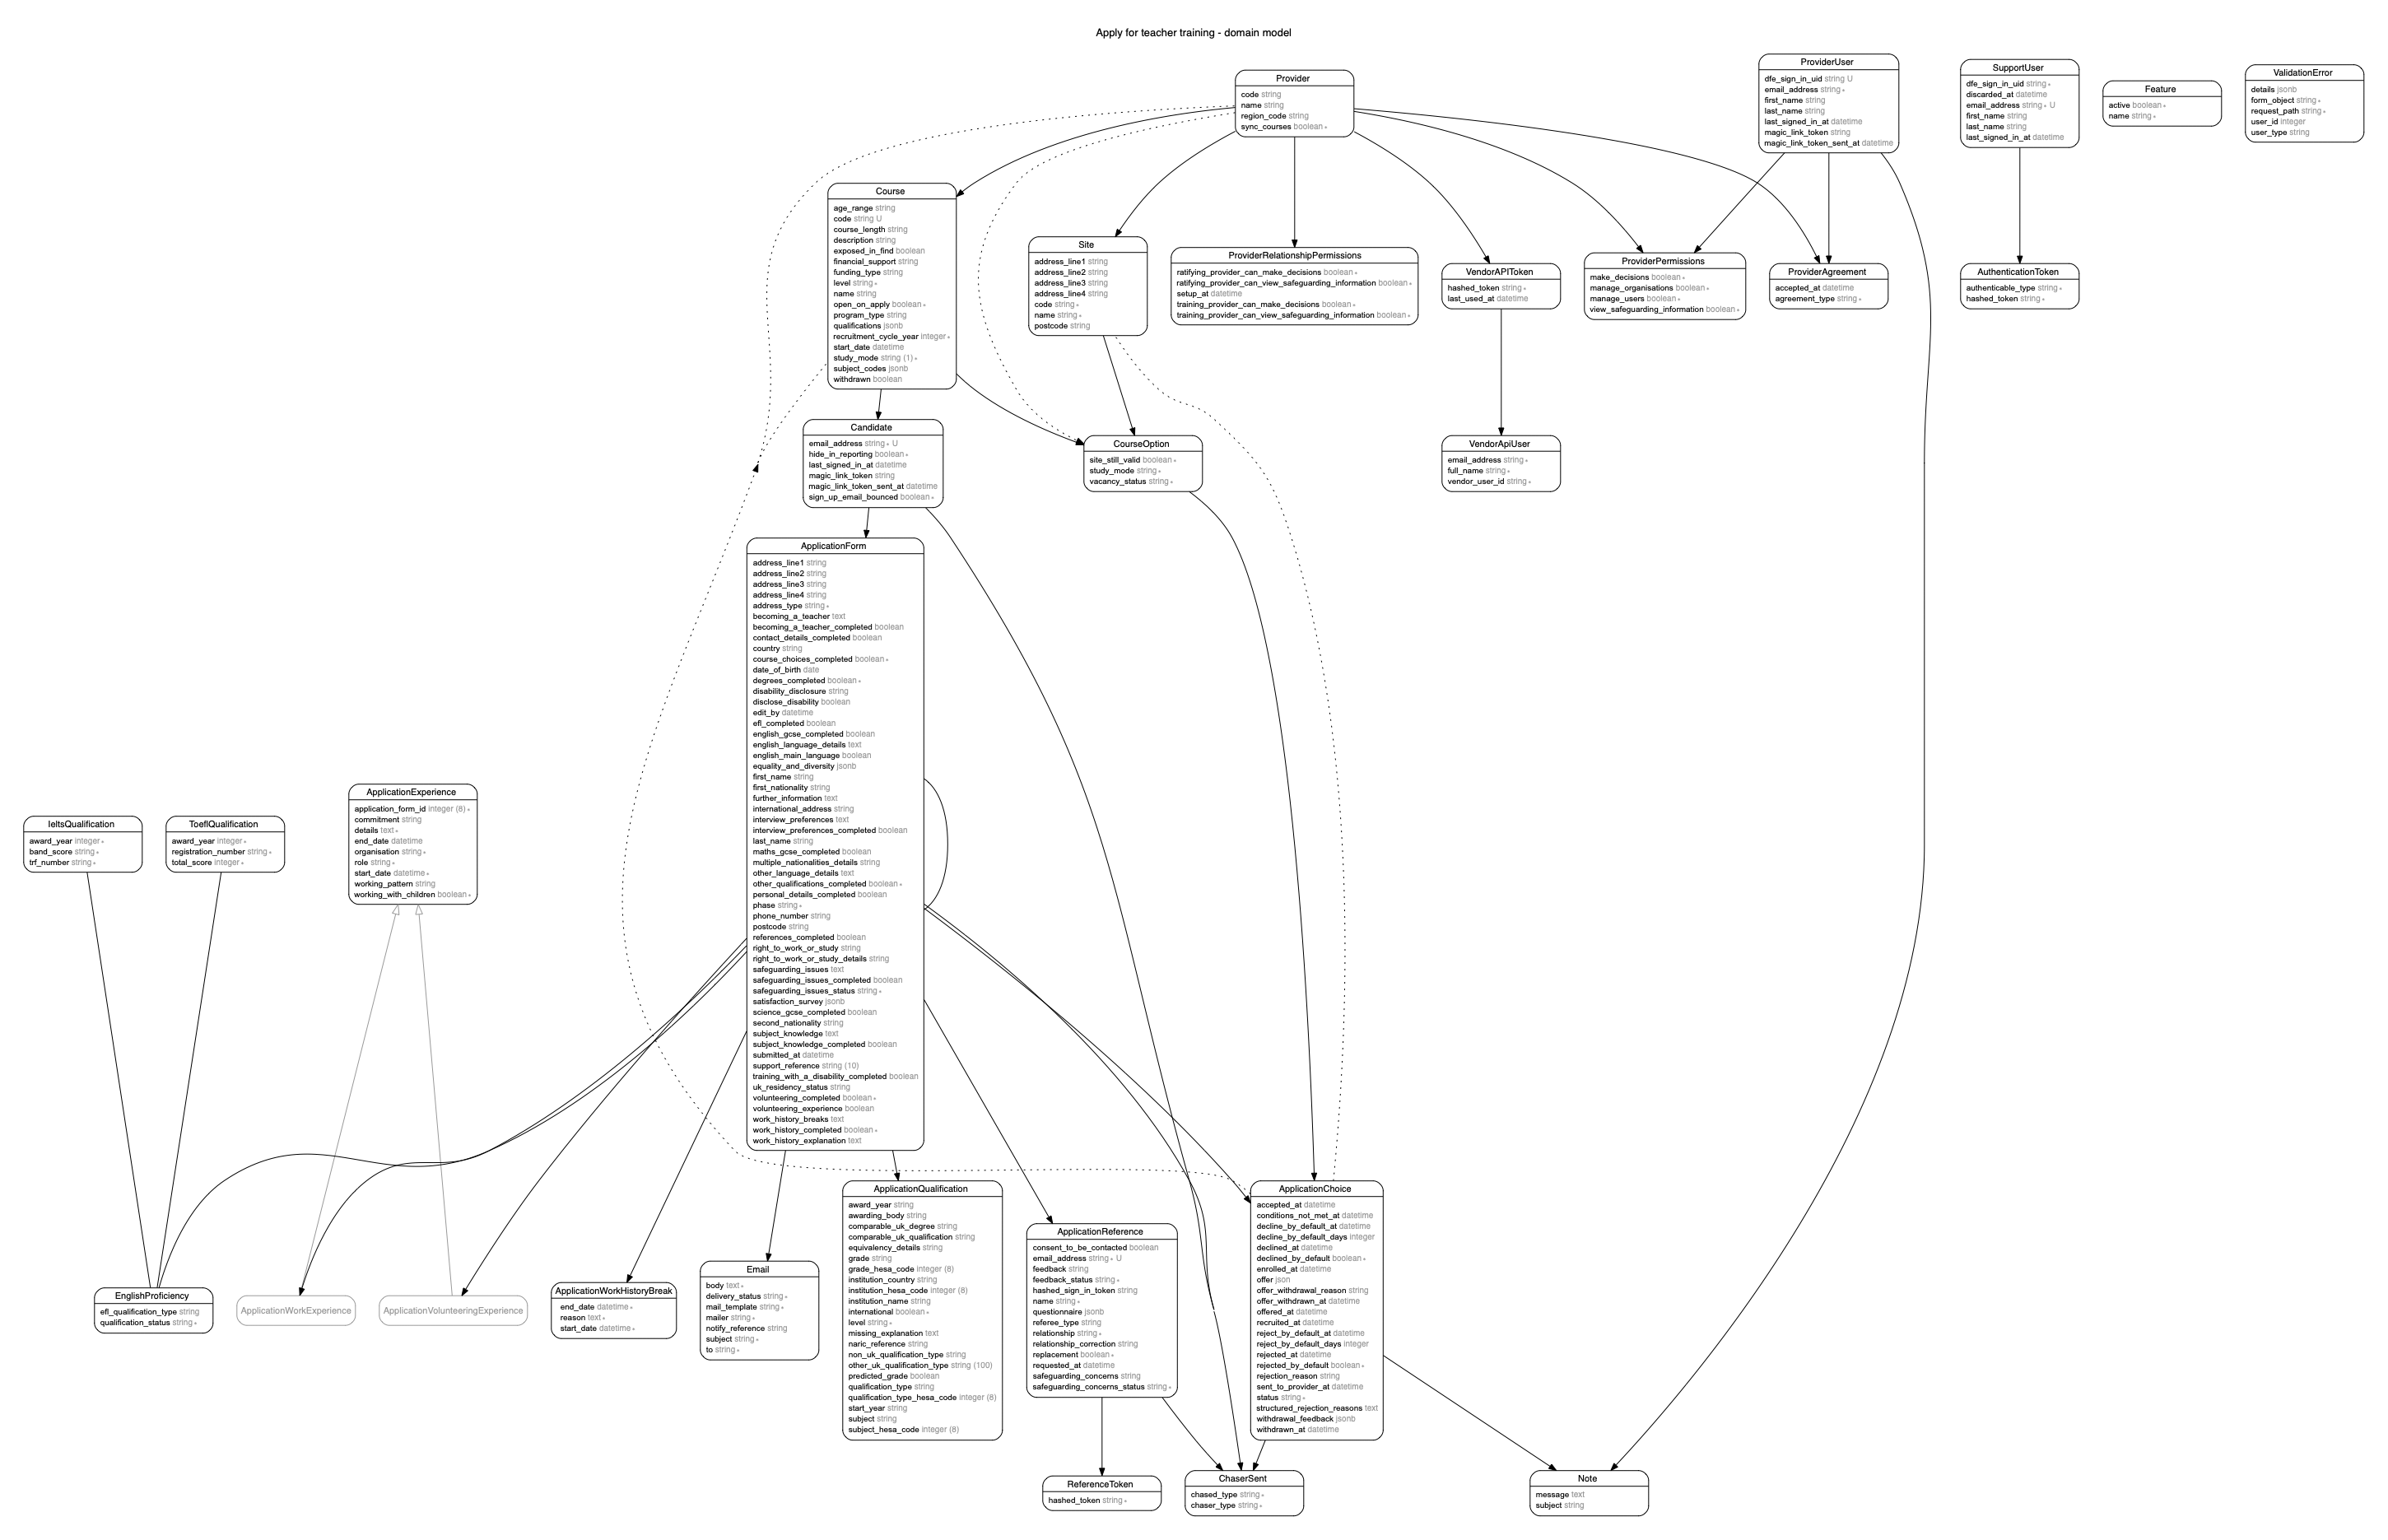 Apply for teacher training - domain model
Provider
code string
name string
region_code string
sync_courses boolean ∗
ProviderUser
dfe_sign_in_uid string U
email_address string ∗
first_name string
last_name string
last_signed_in_at datetime
magic_link_token string
magic_link_token_sent_at datetime
SupportUser
dfe_sign_in_uid string ∗
discarded_at datetime
email_address string ∗ U
first_name string
last_name string
last_signed_in_at datetime
Feature
active boolean ∗
name string ∗
ValidationError
details jsonb
form_object string ∗
request_path string ∗
user_id integer
user_type string
Course
age_range string
code string U
course_length string
description string
exposed_in_find boolean
financial_support string
funding_type string
level string ∗
name string
open_on_apply boolean ∗
program_type string
qualifications jsonb
recruitment_cycle_year integer ∗
start_date datetime
study_mode string (1) ∗
subject_codes jsonb
withdrawn boolean
Site
address_line1 string
address_line2 string
address_line3 string
address_line4 string
code string ∗
name string ∗
postcode string
ProviderRelationshipPermissions
ratifying_provider_can_make_decisions boolean ∗
ratifying_provider_can_view_safeguarding_information boolean ∗
setup_at datetime
training_provider_can_make_decisions boolean ∗
training_provider_can_view_safeguarding_information boolean ∗
VendorAPIToken
hashed_token string ∗
last_used_at datetime
ProviderPermissions
make_decisions boolean ∗
manage_organisations boolean ∗
manage_users boolean ∗
view_safeguarding_information boolean ∗
ProviderAgreement
accepted_at datetime
agreement_type string ∗
AuthenticationToken
authenticable_type string ∗
hashed_token string ∗
Candidate
email_address string ∗ U
hide_in_reporting boolean ∗
last_signed_in_at datetime
magic_link_token string
magic_link_token_sent_at datetime
sign_up_email_bounced boolean ∗
CourseOption
site_still_valid boolean ∗
study_mode string ∗
vacancy_status string ∗
VendorApiUser
email_address string ∗
full_name string ∗
vendor_user_id string ∗
ApplicationForm
address_line1 string
address_line2 string
address_line3 string
address_line4 string
address_type string ∗
becoming_a_teacher text
becoming_a_teacher_completed boolean
contact_details_completed boolean
country string
course_choices_completed boolean ∗
date_of_birth date
degrees_completed boolean ∗
disability_disclosure string
disclose_disability boolean
edit_by datetime
efl_completed boolean
english_gcse_completed boolean
english_language_details text
english_main_language boolean
equality_and_diversity jsonb
first_name string
first_nationality string
further_information text
international_address string
interview_preferences text
interview_preferences_completed boolean
last_name string
maths_gcse_completed boolean
multiple_nationalities_details string
other_language_details text
other_qualifications_completed boolean ∗
personal_details_completed boolean
phase string ∗
phone_number string
postcode string
references_completed boolean
right_to_work_or_study string
right_to_work_or_study_details string
safeguarding_issues text
safeguarding_issues_completed boolean
safeguarding_issues_status string ∗
satisfaction_survey jsonb
science_gcse_completed boolean
second_nationality string
subject_knowledge text
subject_knowledge_completed boolean
submitted_at datetime
support_reference string (10)
training_with_a_disability_completed boolean
uk_residency_status string
volunteering_completed boolean ∗
volunteering_experience boolean
work_history_breaks text
work_history_completed boolean ∗
work_history_explanation text
IeltsQualification
award_year integer ∗
band_score string ∗
trf_number string ∗
ToeflQualification
award_year integer ∗
registration_number string ∗
total_score integer ∗
ApplicationExperience
application_form_id integer (8) ∗
commitment string
details text ∗
end_date datetime
organisation string ∗
role string ∗
start_date datetime ∗
working_pattern string
working_with_children boolean ∗
EnglishProficiency
efl_qualification_type string
qualification_status string ∗
ApplicationWorkExperience
ApplicationVolunteeringExperience
ApplicationWorkHistoryBreak
end_date datetime ∗
reason text ∗
start_date datetime ∗
Email
body text ∗
delivery_status string ∗
mail_template string ∗
mailer string ∗
notify_reference string
subject string ∗
to string ∗
ApplicationQualification
award_year string
awarding_body string
comparable_uk_degree string
comparable_uk_qualification string
equivalency_details string
grade string
grade_hesa_code integer (8)
institution_country string
institution_hesa_code integer (8)
institution_name string
international boolean ∗
level string ∗
missing_explanation text
naric_reference string
non_uk_qualification_type string
other_uk_qualification_type string (100)
predicted_grade boolean
qualification_type string
qualification_type_hesa_code integer (8)
start_year string
subject string
subject_hesa_code integer (8)
ApplicationReference
consent_to_be_contacted boolean
email_address string ∗ U
feedback string
feedback_status string ∗
hashed_sign_in_token string
name string ∗
questionnaire jsonb
referee_type string
relationship string ∗
relationship_correction string
replacement boolean ∗
requested_at datetime
safeguarding_concerns string
safeguarding_concerns_status string ∗
ApplicationChoice
accepted_at datetime
conditions_not_met_at datetime
decline_by_default_at datetime
decline_by_default_days integer
declined_at datetime
declined_by_default boolean ∗
enrolled_at datetime
offer json
offer_withdrawal_reason string
offer_withdrawn_at datetime
offered_at datetime
recruited_at datetime
reject_by_default_at datetime
reject_by_default_days integer
rejected_at datetime
rejected_by_default boolean ∗
rejection_reason string
sent_to_provider_at datetime
status string ∗
structured_rejection_reasons text
withdrawal_feedback jsonb
withdrawn_at datetime
ReferenceToken
hashed_token string ∗
ChaserSent
chased_type string ∗
chaser_type string ∗
Note
message text
subject string